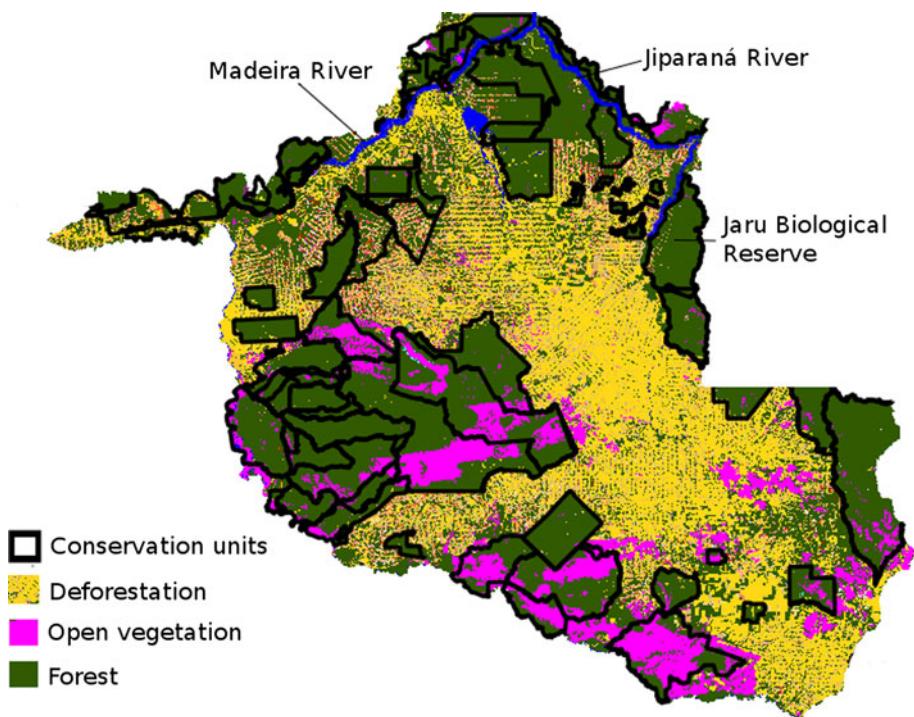 Madeira River
Jiparaná River
Jaru Biological
Reserve
Conservation units
Deforestation
Open vegetation
Forest